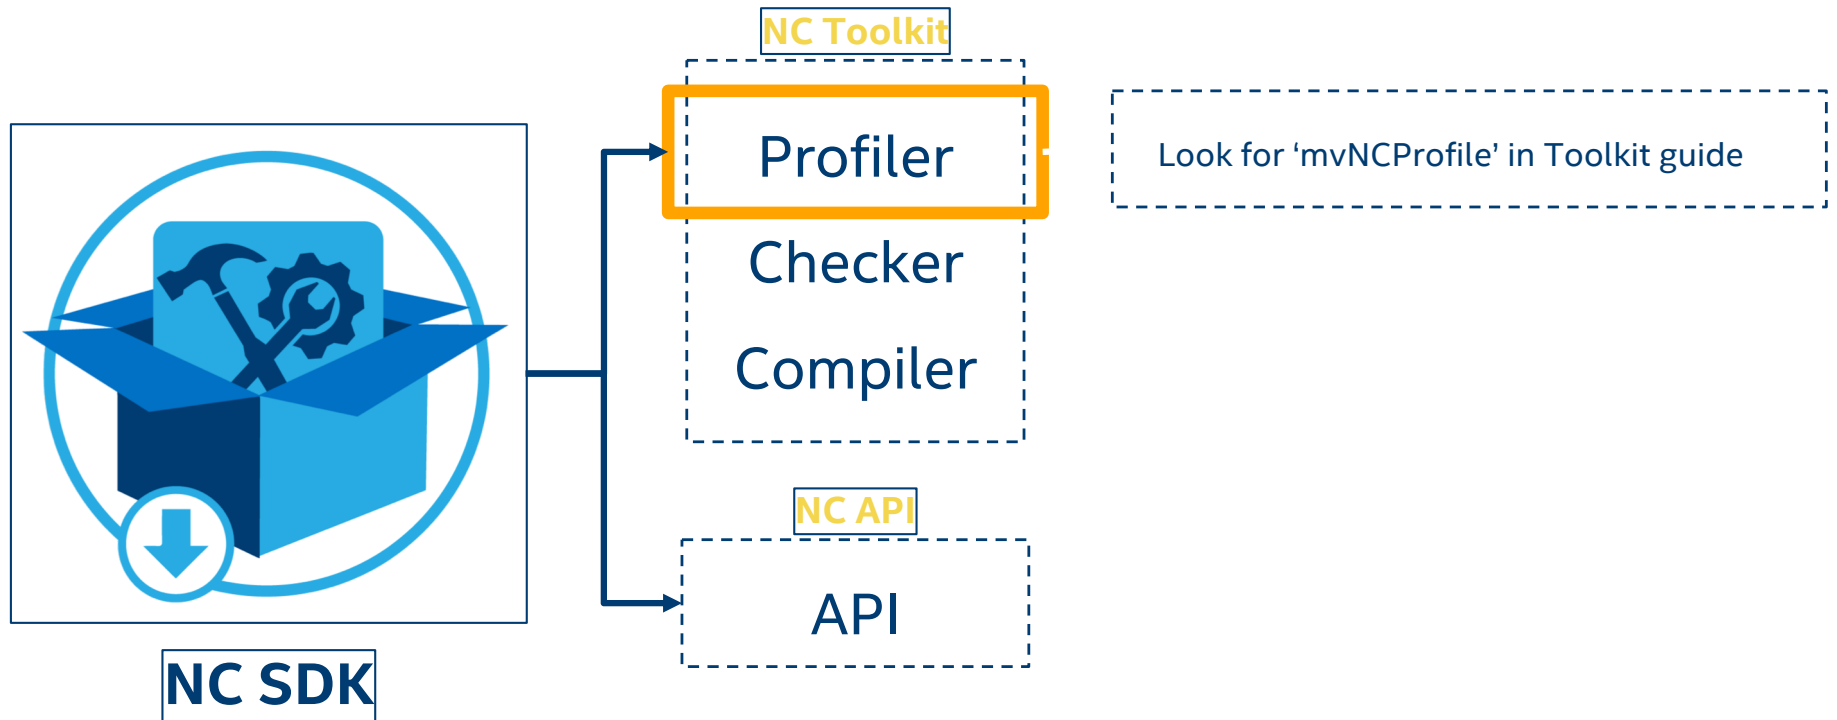 NC Toolkit
Profiler
Look for ‘mvNCProfile’ in Toolkit guide
Checker
Compiler
NC API
API
NC SDK